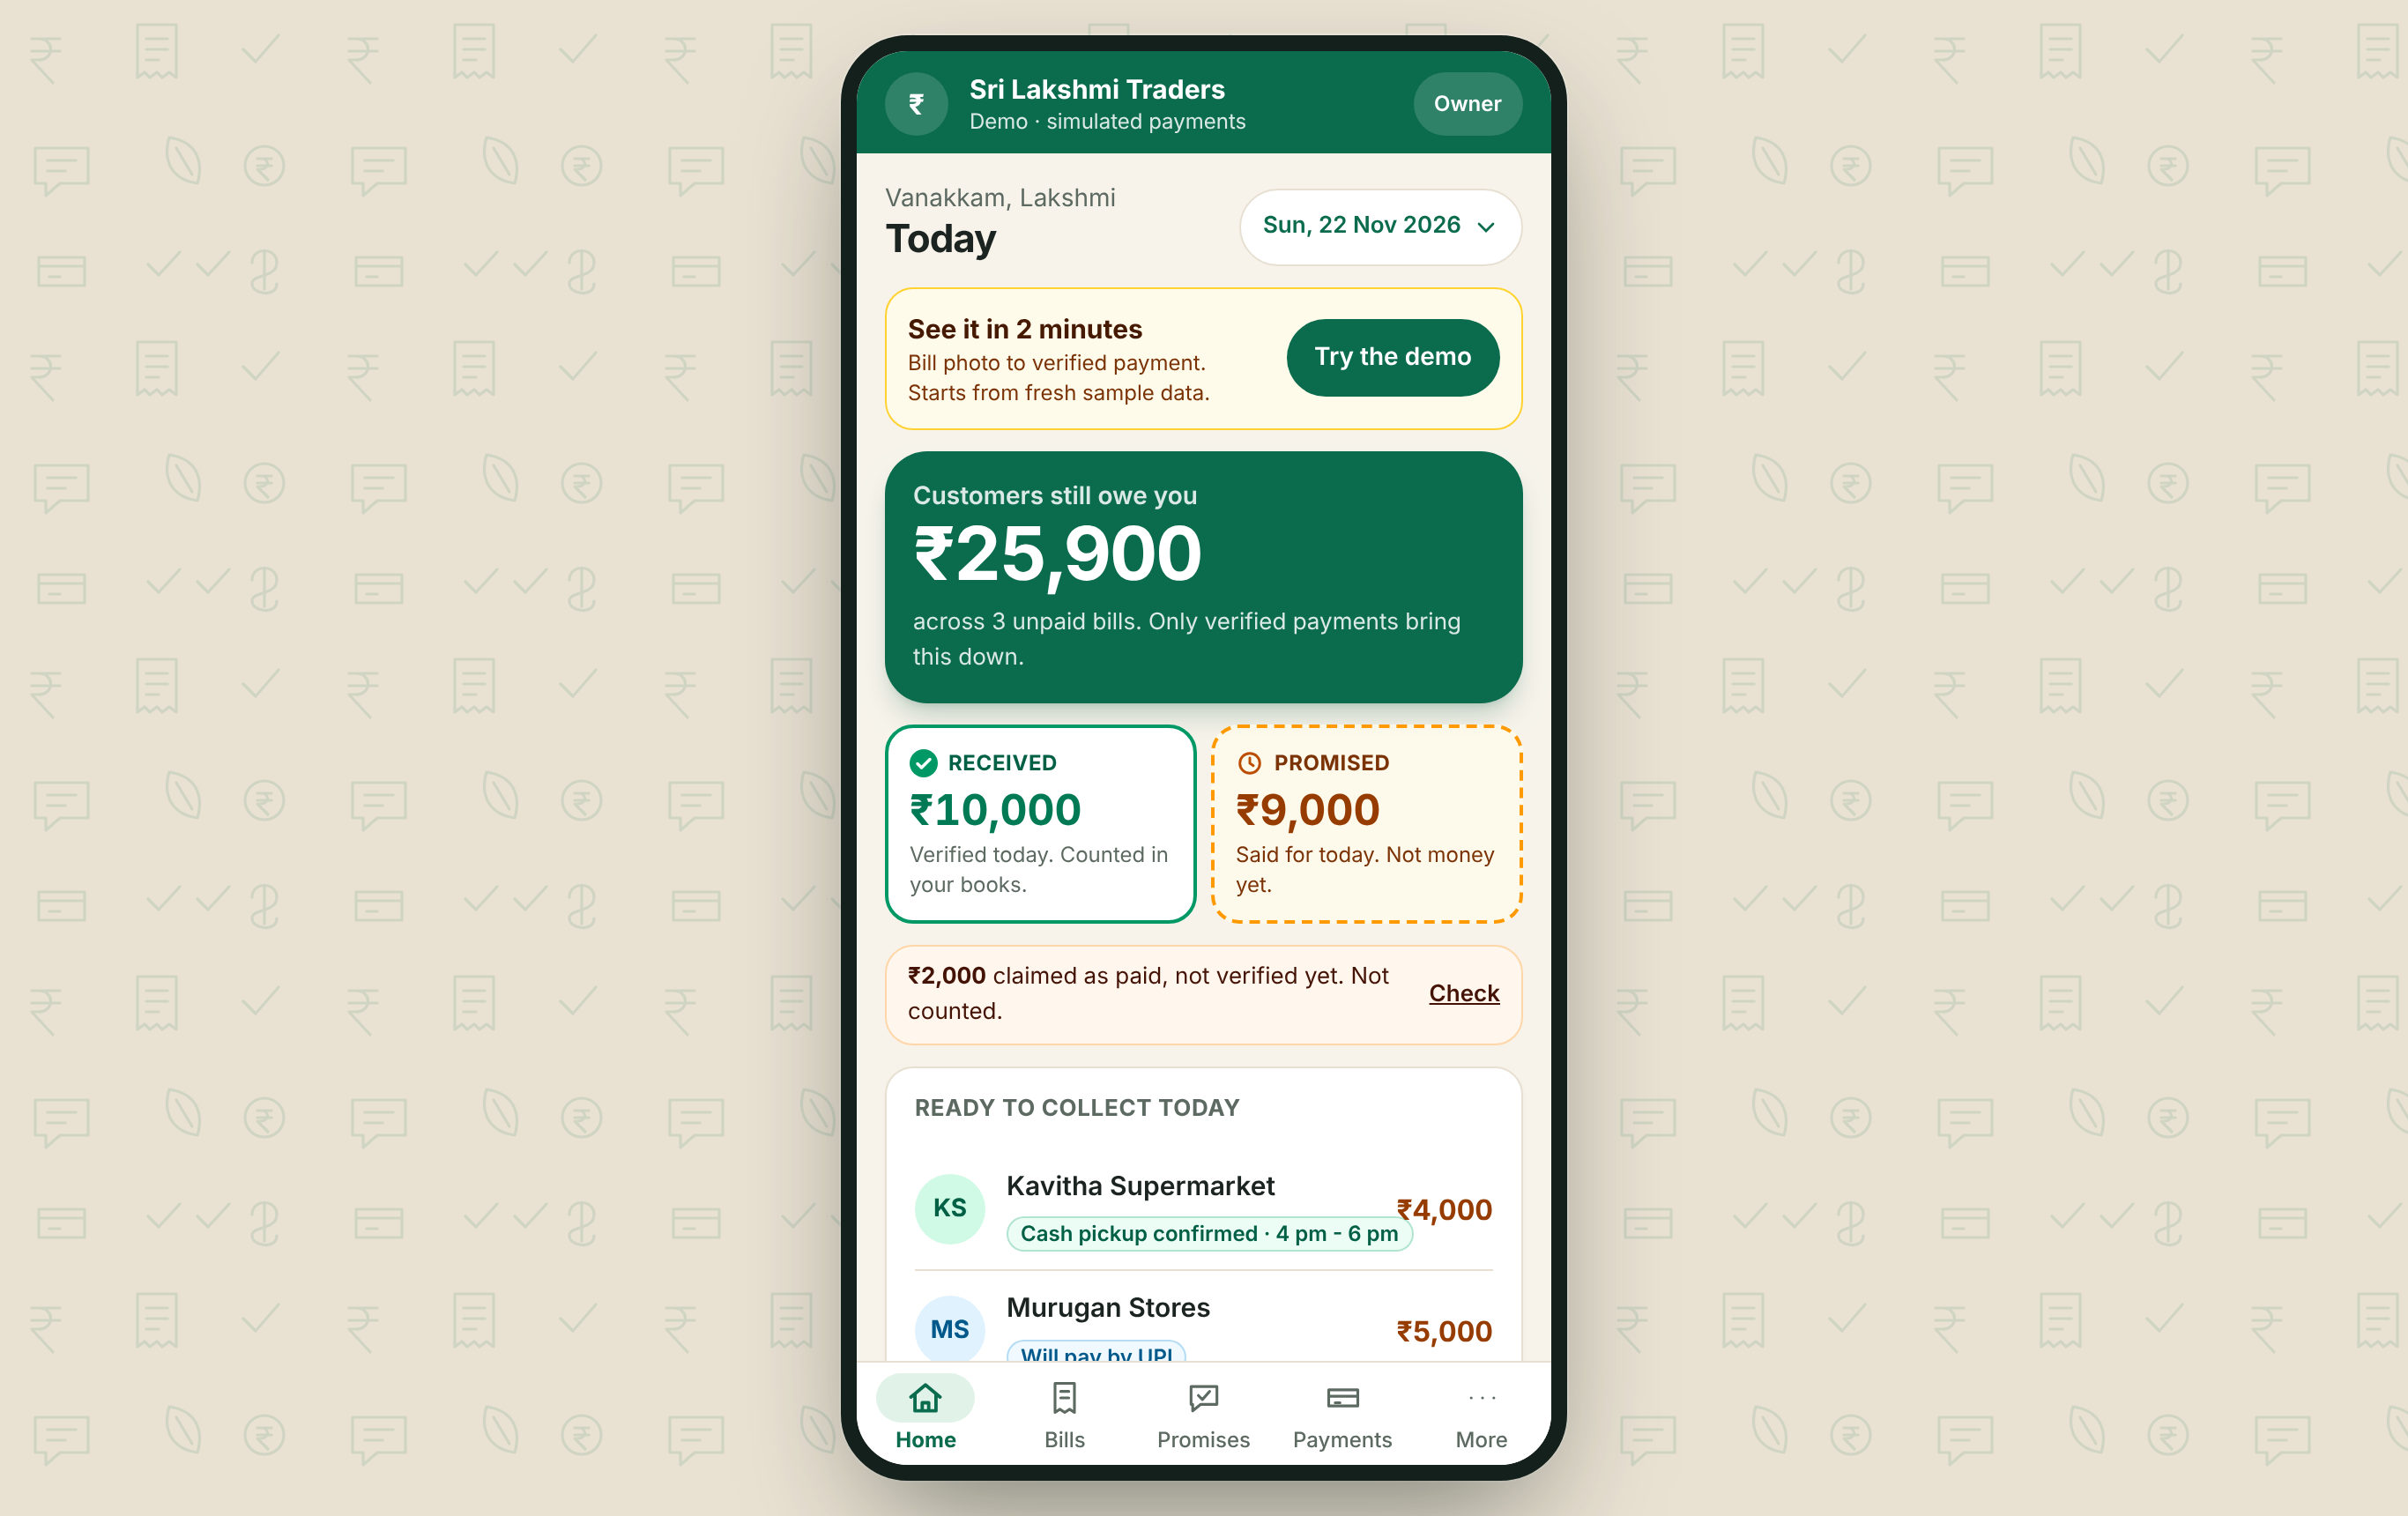 ₹
Sri Lakshmi Traders
Demo · simulated payments
Owner
Vanakkam, Lakshmi
Today
Sun, 22 Nov 2026
See it in 2 minutes
Bill photo to verified payment.
Starts from fresh sample data.
Try the demo
Customers still owe you
₹25,900
across 3 unpaid bills. Only verified payments bring
this down.
RECEIVED
₹10,000
Verified today. Counted in
your books.
PROMISED
₹9,000
Said for today. Not money
yet.
₹2,000 claimed as paid, not verified yet. Not
counted.
Check
READY TO COLLECT TODAY
KS
Kavitha Supermarket
₹4,000
Cash pickup confirmed · 4 pm - 6 pm
MS
Murugan Stores
₹5,000
Will pay by UPI
Home
Bills
Promises
Payments
More